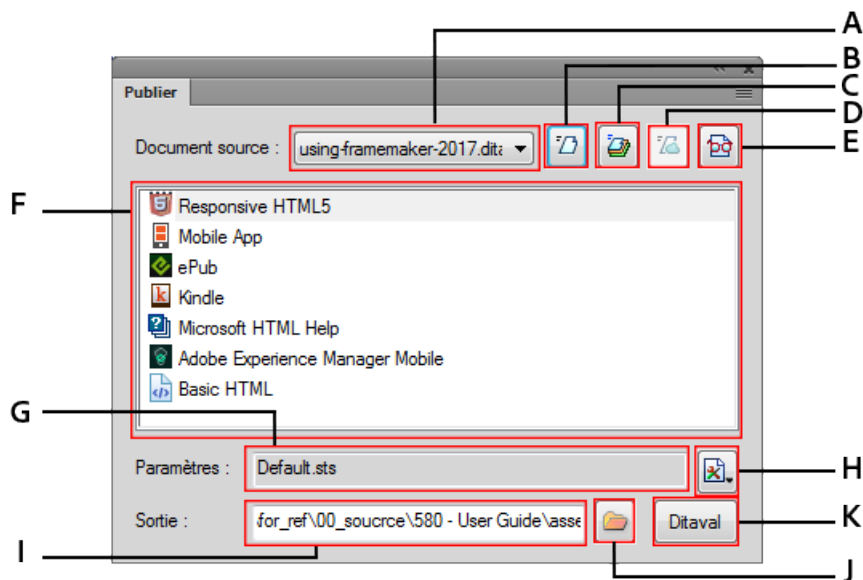 A
B
C
D
E
Publier
Document source :
using-framemaker-2017.dita
F
Responsive HTML5
Mobile App
ePub
Kindle
Microsoft HTML Help
Adobe Experience Manager Mobile
Basic HTML
G
Paramètres :
Default.sts
H
Sortie :
for_ref\00_soucrce\580 - User Guide\asse
Ditaval
K
I
J